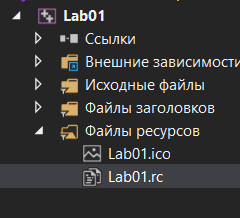 Lab01
Ссылки
Внешние зависимости
Исходные файлы
Файлы заголовков
Файлы ресурсов
Lab01.ico
Lab01.rc